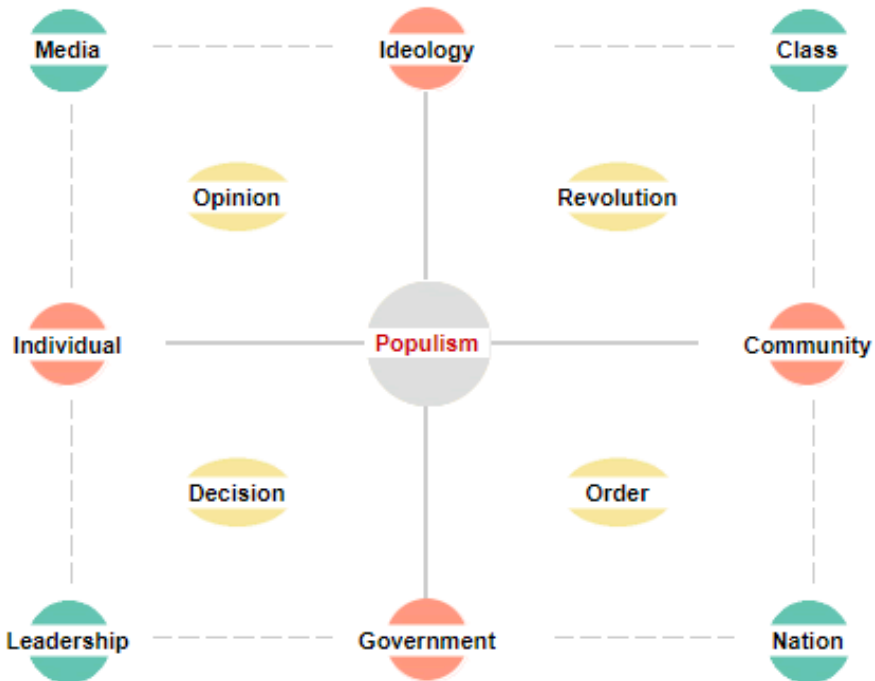 Media
Ideology
Class
Opinion
Revolution
Individual
Populism
Community
Decision
Order
Leadership
Government
Nation